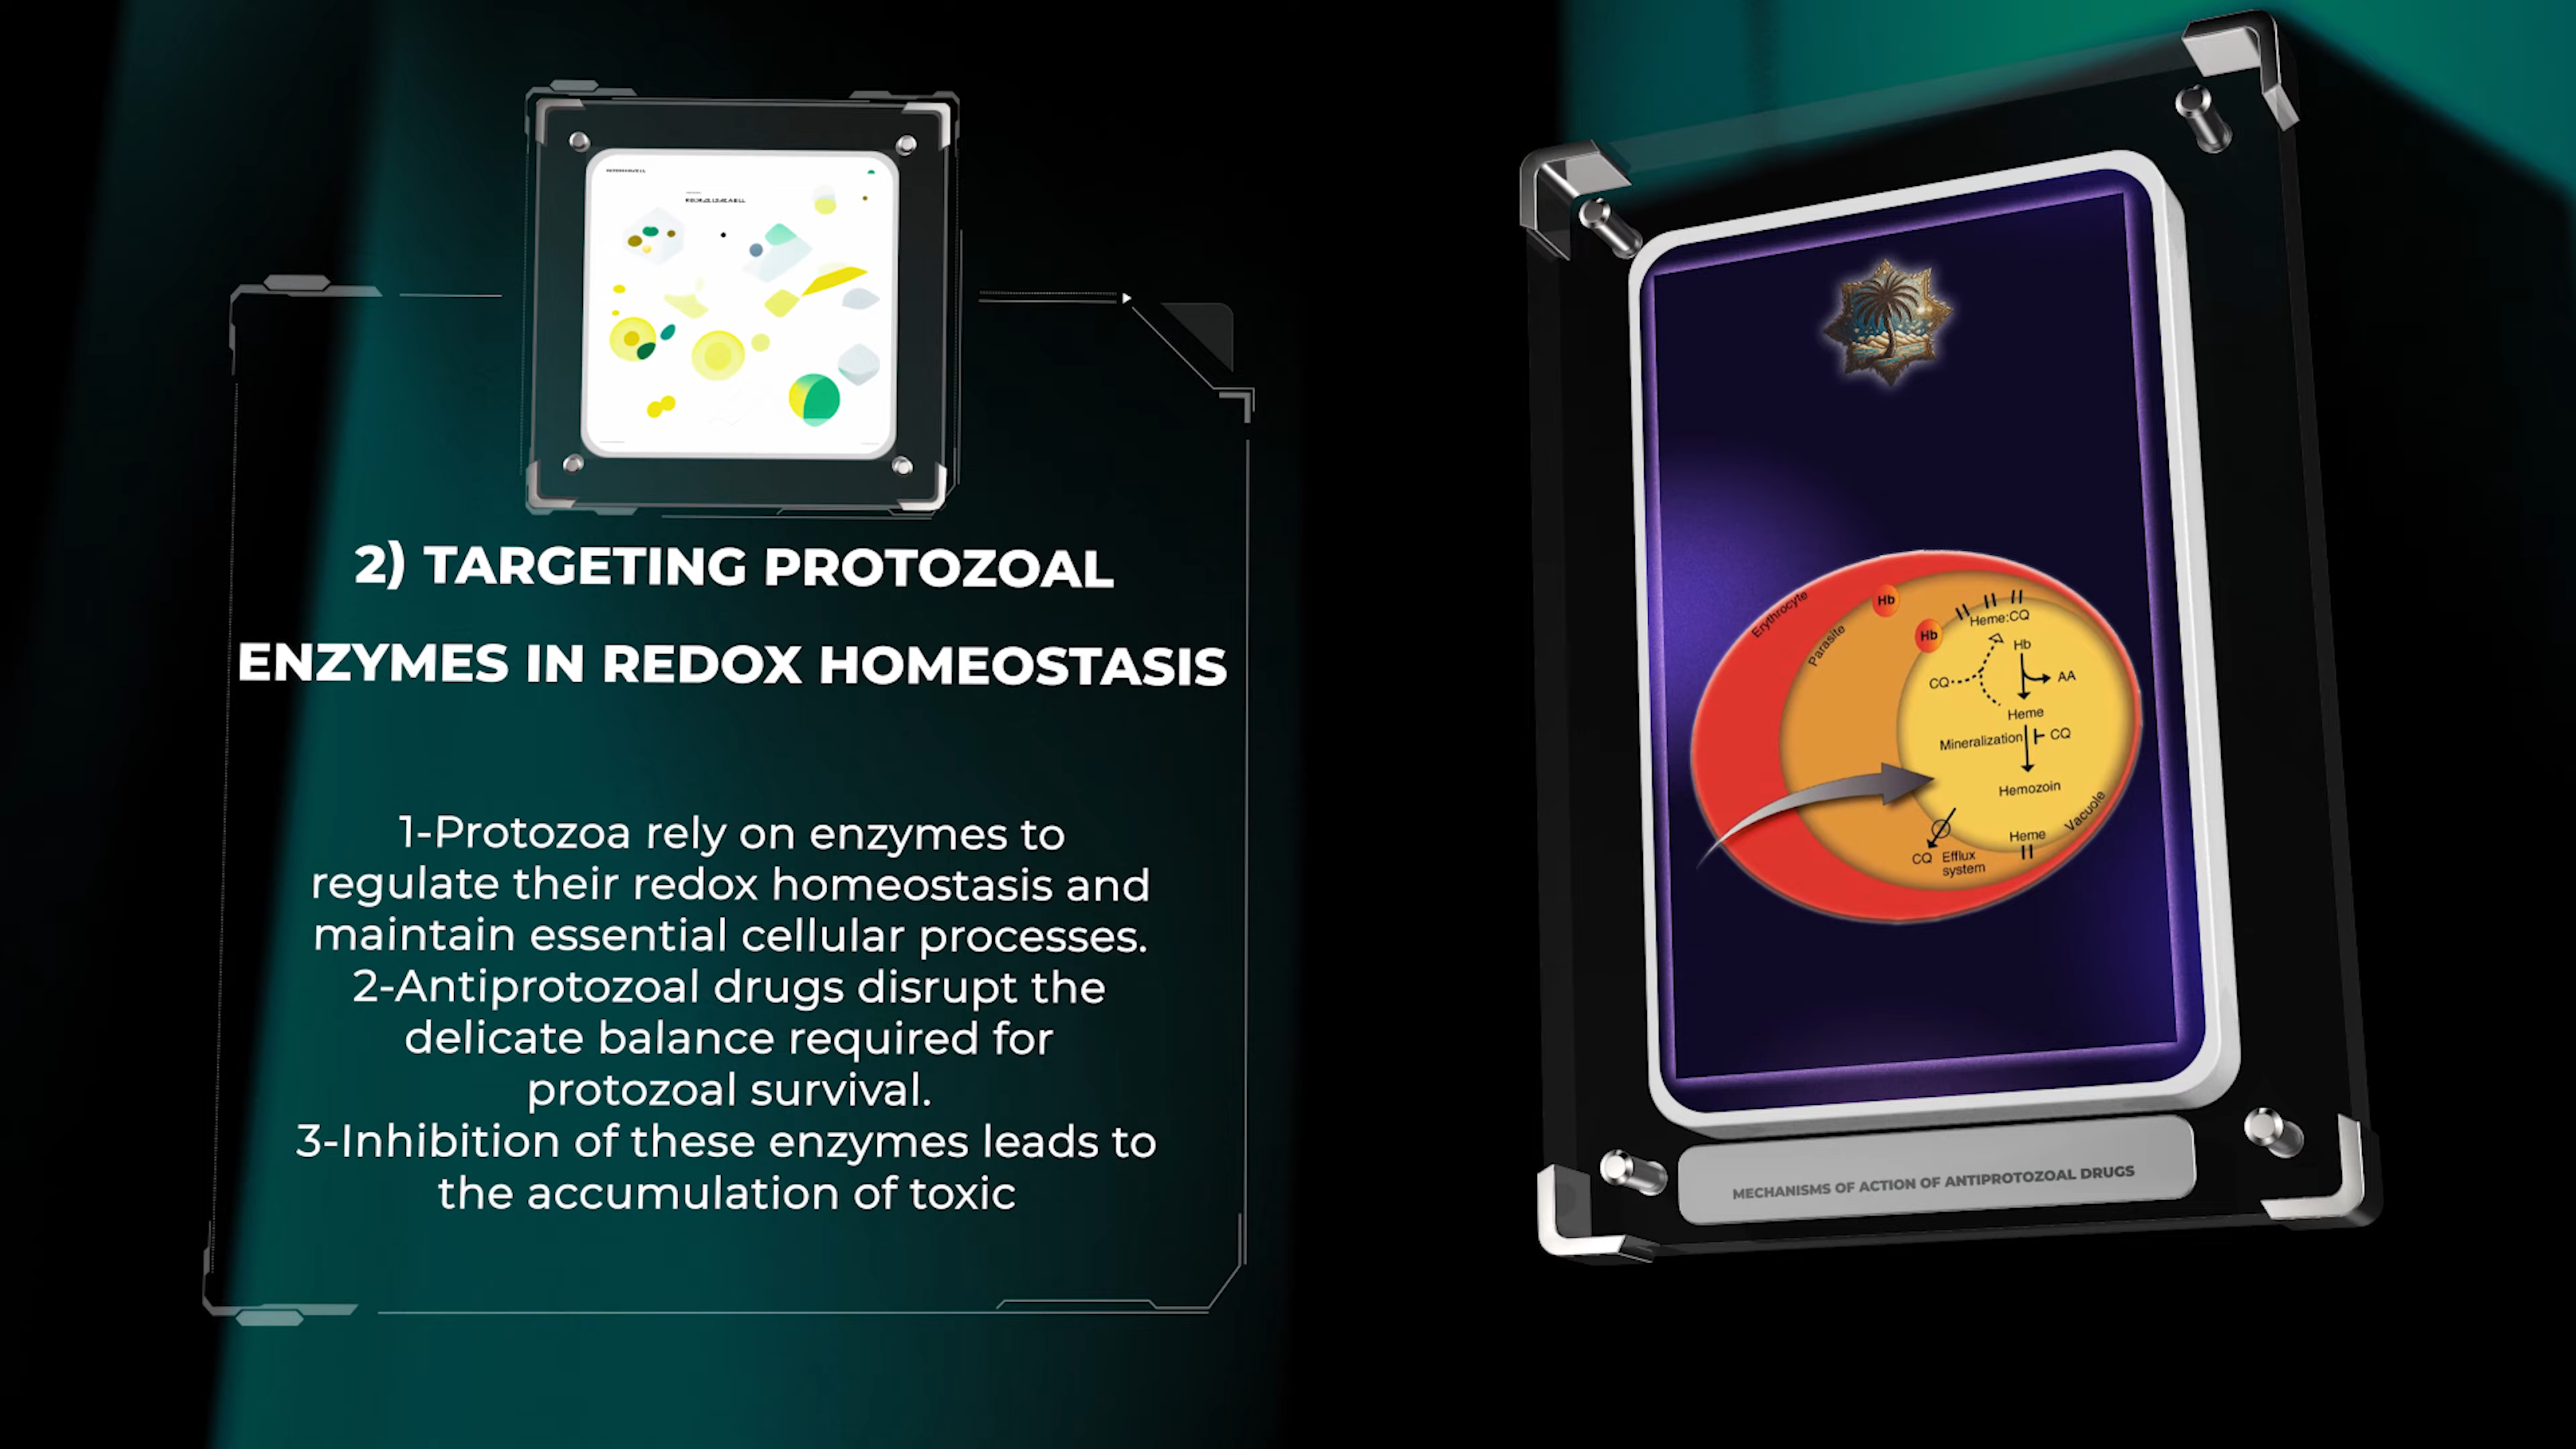 2) TARGETING PROTOZOAL
ENZYMES IN REDOX HOMEOSTASIS
1-Protozoa rely on enzymes to
regulate their redox homeostasis and
maintain essential cellular processes.
2-Antiprotozoal drugs disrupt the
delicate balance required for
protozoal survival.
3-Inhibition of these enzymes leads to
the accumulation of toxic
Erythrocyte
Parasite
Hb
Hb
Heme:CQ
Hb
CQ
AA
Heme
Mineralization
CQ
Hemozoin
Vacuole
Heme
CQ Efflux
system
MECHANISMS OF ACTION OF ANTIPROTOZOAL DRUGS